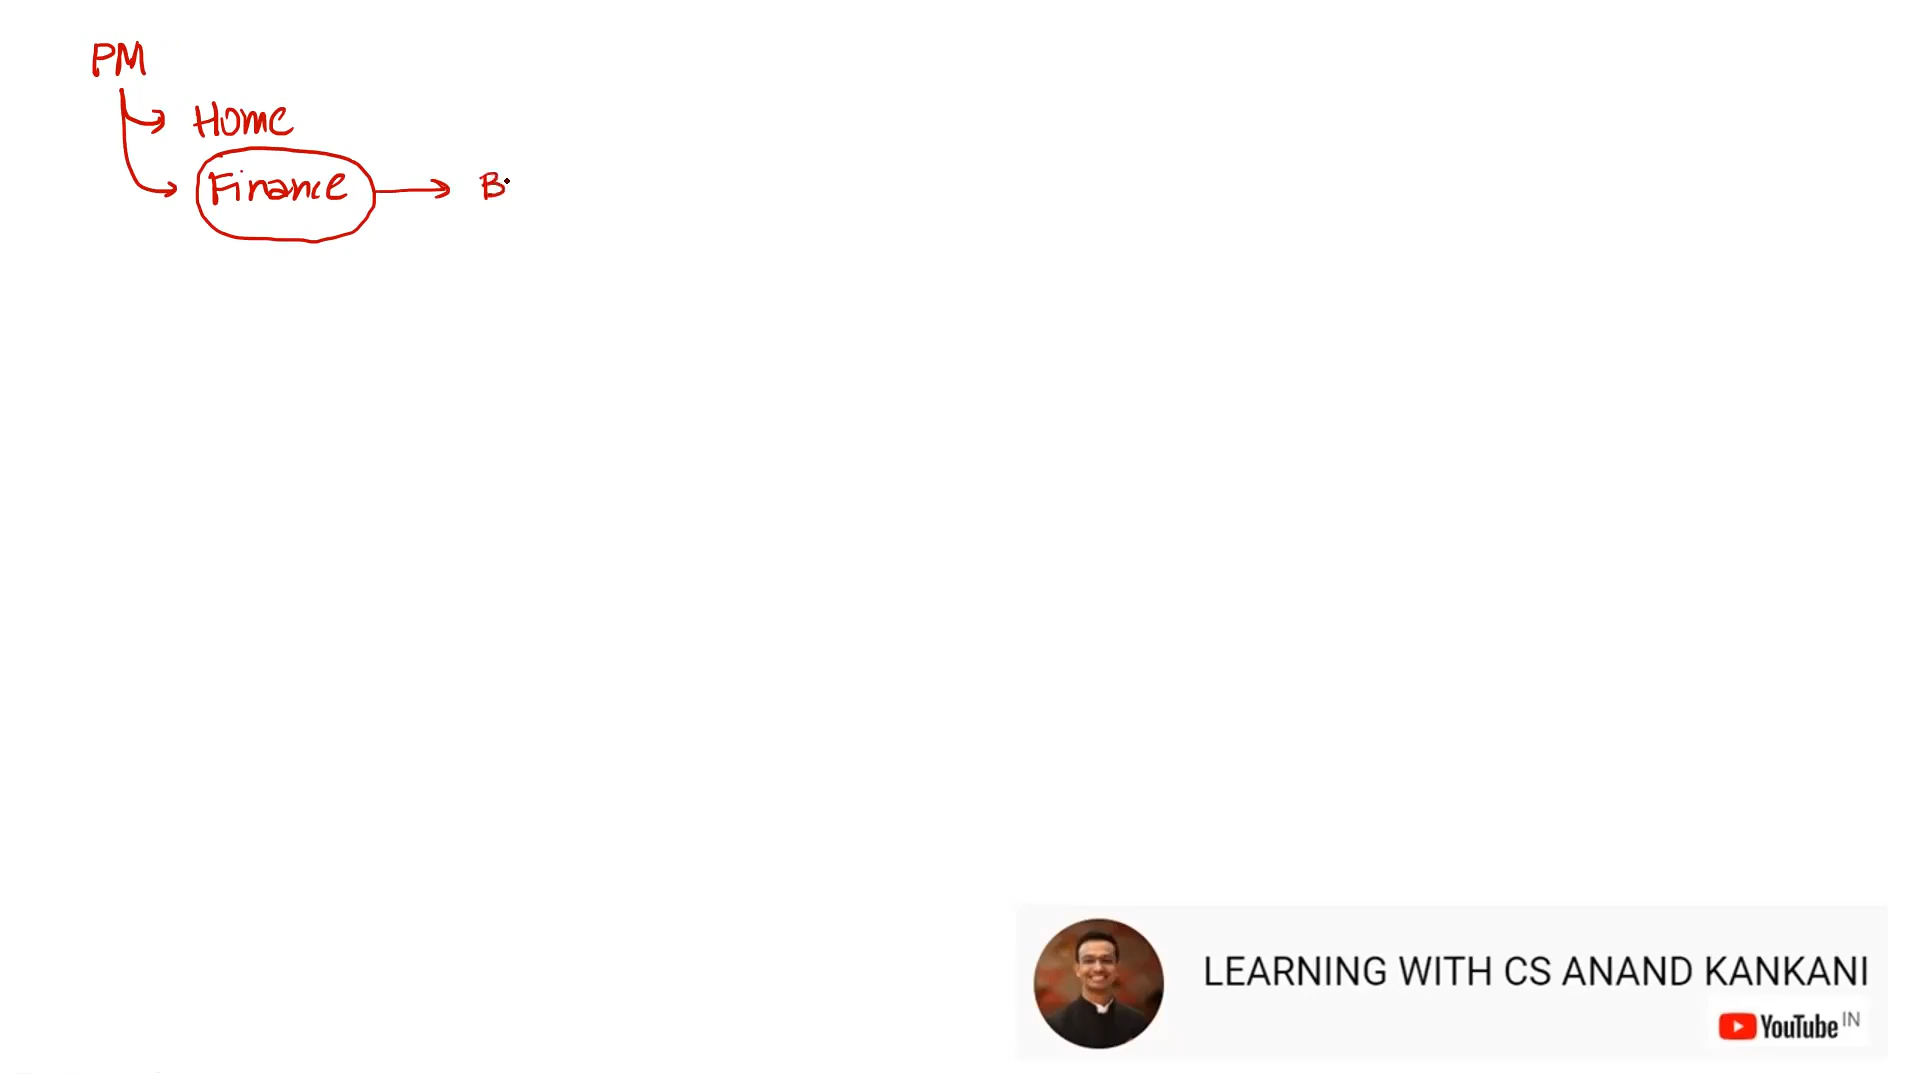 PM
Home
Finance → B
LEARNING WITH CS ANAND KANKANI
YouTube IN